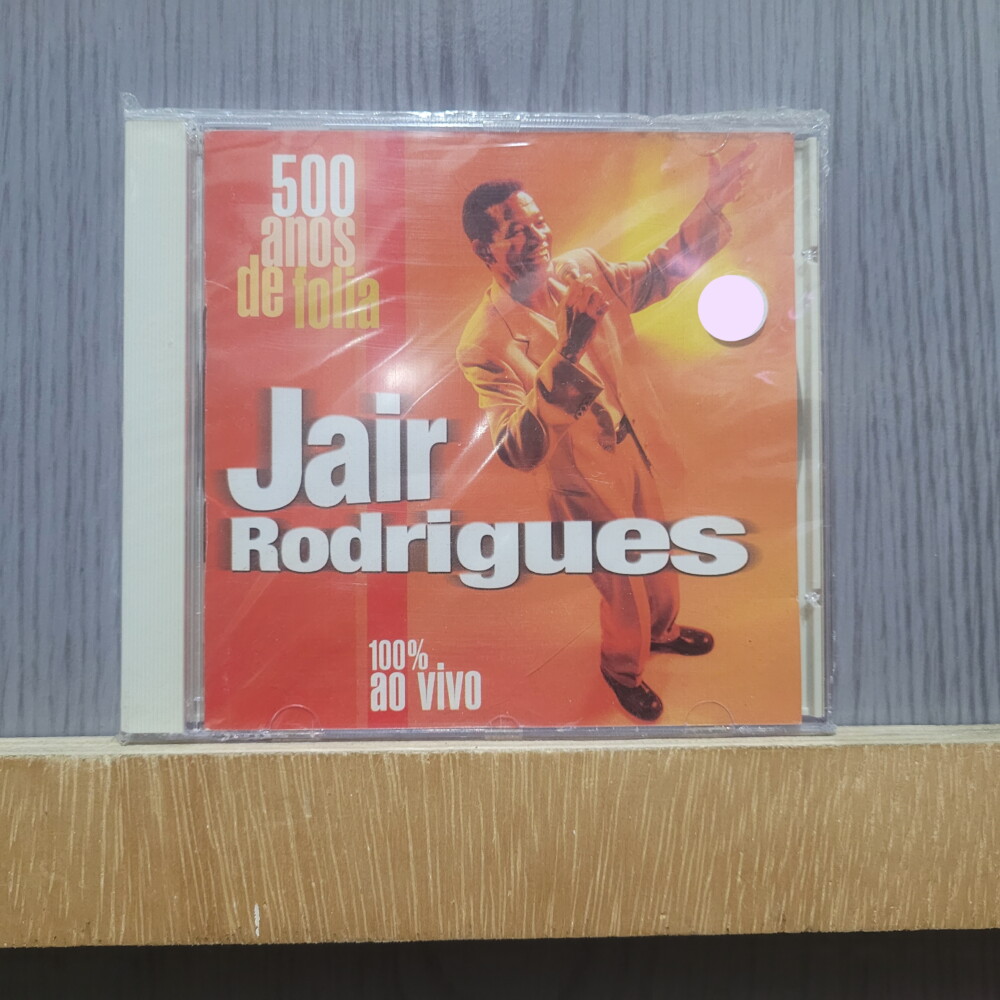 500
anos
de folia
Jair
Rodrigues
100%
ao vivo